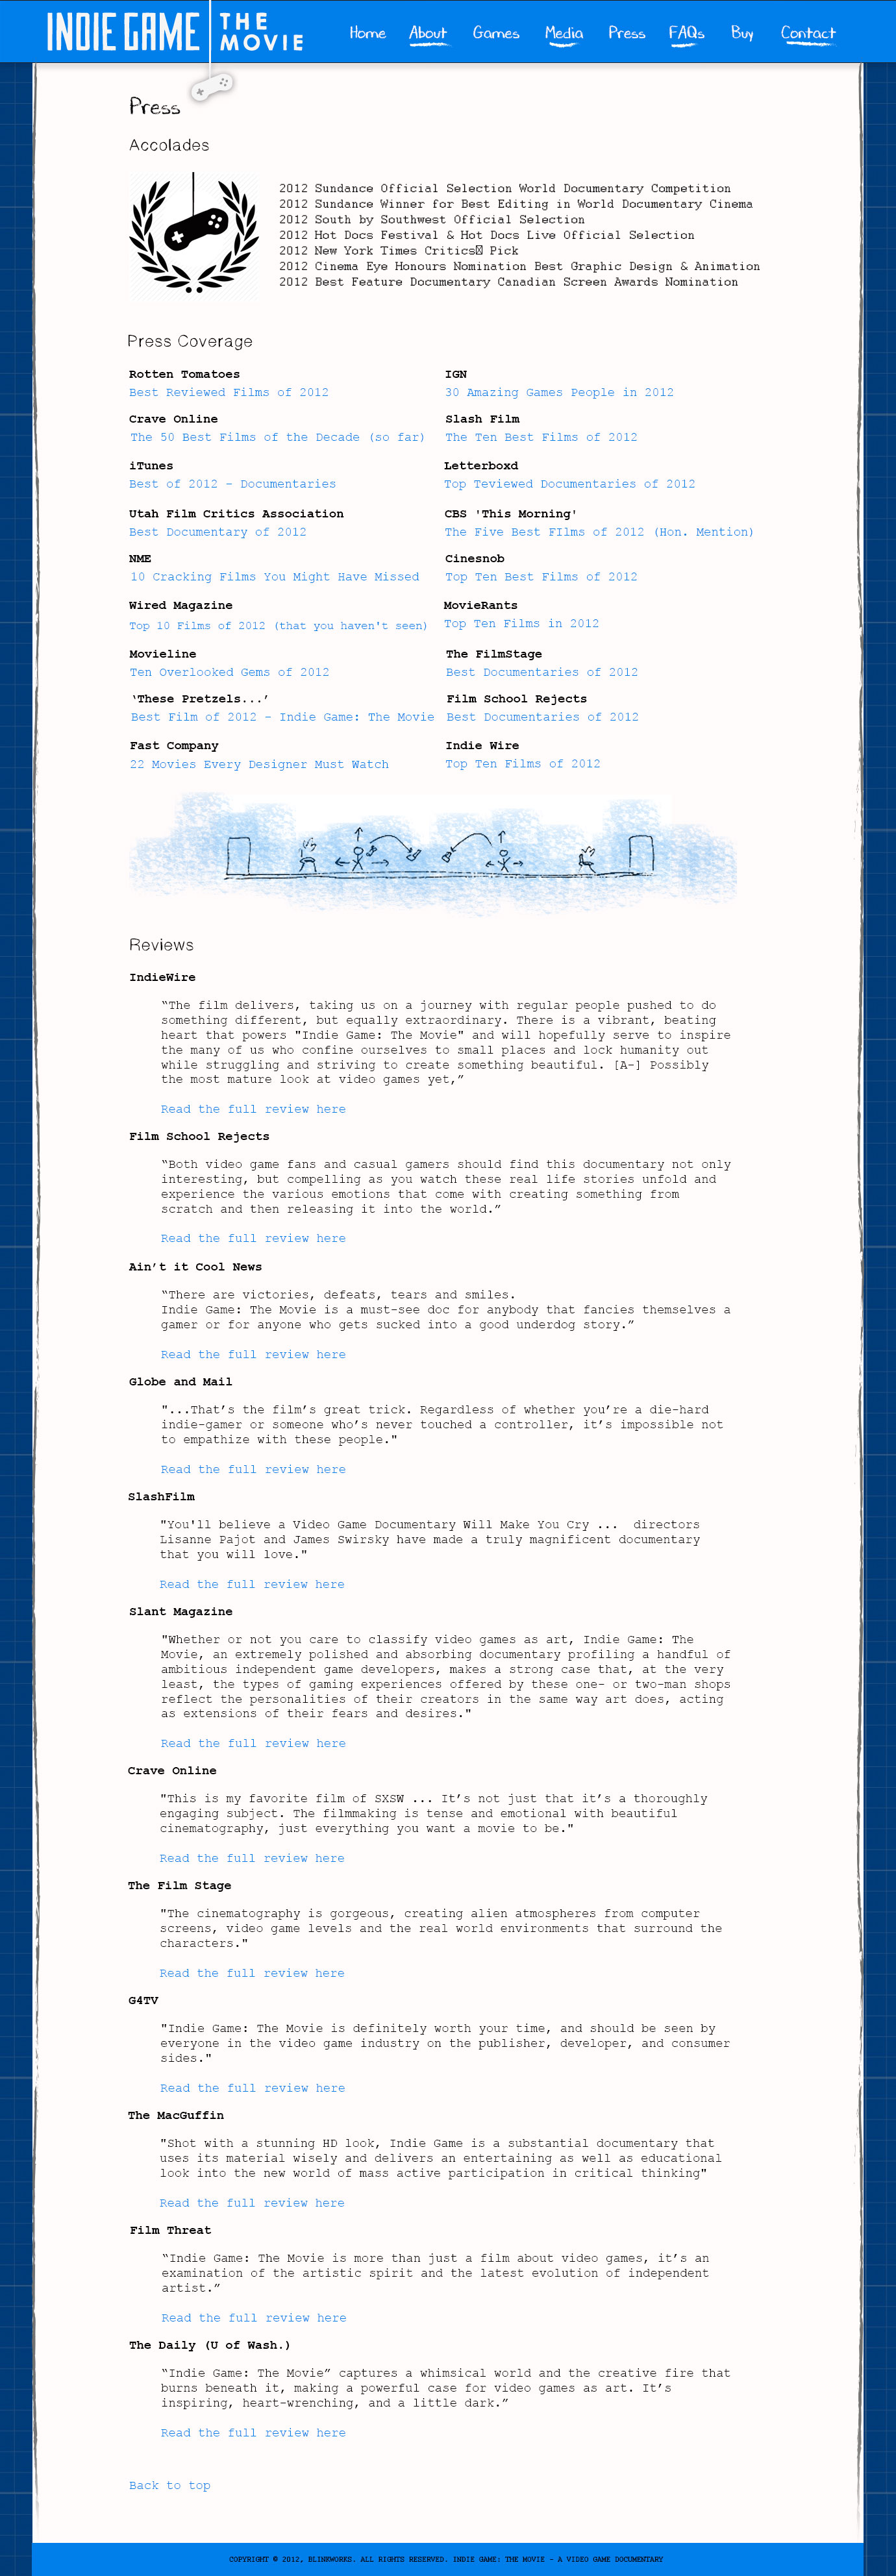 INDIE GAME THE MOVIE
Home About Games Media Press FAQs Buy Contact
Press
Accolades
2012 Sundance Official Selection World Documentary Competition
2012 Sundance Winner for Best Editing in World Documentary Cinema
2012 South by Southwest Official Selection
2012 Hot Docs Festival & Hot Docs Live Official Selection
2012 New York Times Critics Pick
2012 Cinema Eye Honours Nomination Best Graphic Design & Animation
2012 Best Feature Documentary Canadian Screen Awards Nomination
Press Coverage
Rotten Tomatoes
Best Reviewed Films of 2012
IGN
30 Amazing Games People in 2012
Crave Online
The 50 Best Films of the Decade (so far)
Slash Film
The Ten Best Films of 2012
iTunes
Best of 2012 - Documentaries
Letterboxd
Top Teviewed Documentaries of 2012
Utah Film Critics Association
Best Documentary of 2012
CBS 'This Morning'
The Five Best FIlms of 2012 (Hon. Mention)
NME
10 Cracking Films You Might Have Missed
Cinesnob
Top Ten Best Films of 2012
Wired Magazine
Top 10 Films of 2012 (that you haven't seen)
MovieRants
Top Ten Films in 2012
Movieline
Ten Overlooked Gems of 2012
The FilmStage
Best Documentaries of 2012
‘These Pretzels...’
Best Film of 2012 - Indie Game: The Movie
Film School Rejects
Best Documentaries of 2012
Fast Company
22 Movies Every Designer Must Watch
Indie Wire
Top Ten Films of 2012
Reviews
IndieWire
“The film delivers, taking us on a journey with regular people pushed to do
something different, but equally extraordinary. There is a vibrant, beating
heart that powers "Indie Game: The Movie" and will hopefully serve to inspire
the many of us who confine ourselves to small places and lock humanity out
while struggling and striving to create something beautiful. [A-] Possibly
the most mature look at video games yet,”
Read the full review here
Film School Rejects
“Both video game fans and casual gamers should find this documentary not only
interesting, but compelling as you watch these real life stories unfold and
experience the various emotions that come with creating something from
scratch and then releasing it into the world.”
Read the full review here
Ain’t it Cool News
“There are victories, defeats, tears and smiles.
Indie Game: The Movie is a must-see doc for anybody that fancies themselves a
gamer or for anyone who gets sucked into a good underdog story.”
Read the full review here
Globe and Mail
"...That’s the film’s great trick. Regardless of whether you’re a die-hard
indie-gamer or someone who’s never touched a controller, it’s impossible not
to empathize with these people."
Read the full review here
SlashFilm
"You'll believe a Video Game Documentary Will Make You Cry ... directors
Lisanne Pajot and James Swirsky have made a truly magnificent documentary
that you will love."
Read the full review here
Slant Magazine
"Whether or not you care to classify video games as art, Indie Game: The
Movie, an extremely polished and absorbing documentary profiling a handful of
ambitious independent game developers, makes a strong case that, at the very
least, the types of gaming experiences offered by these one- or two-man shops
reflect the personalities of their creators in the same way art does, acting
as extensions of their fears and desires."
Read the full review here
Crave Online
"This is my favorite film of SXSW ... It’s not just that it’s a thoroughly
engaging subject. The filmmaking is tense and emotional with beautiful
cinematography, just everything you want a movie to be."
Read the full review here
The Film Stage
"The cinematography is gorgeous, creating alien atmospheres from computer
screens, video game levels and the real world environments that surround the
characters."
Read the full review here
G4TV
"Indie Game: The Movie is definitely worth your time, and should be seen by
everyone in the video game industry on the publisher, developer, and consumer
sides."
Read the full review here
The MacGuffin
"Shot with a stunning HD look, Indie Game is a substantial documentary that
uses its material wisely and delivers an entertaining as well as educational
look into the new world of mass active participation in critical thinking"
Read the full review here
Film Threat
“Indie Game: The Movie is more than just a film about video games, it’s an
examination of the artistic spirit and the latest evolution of independent
artist.”
Read the full review here
The Daily (U of Wash.)
“Indie Game: The Movie” captures a whimsical world and the creative fire that
burns beneath it, making a powerful case for video games as art. It’s
inspiring, heart-wrenching, and a little dark.”
Read the full review here
Back to top
COPYRIGHT © 2012, BLINKWORKS. ALL RIGHTS RESERVED. INDIE GAME: THE MOVIE - A VIDEO GAME DOCUMENTARY